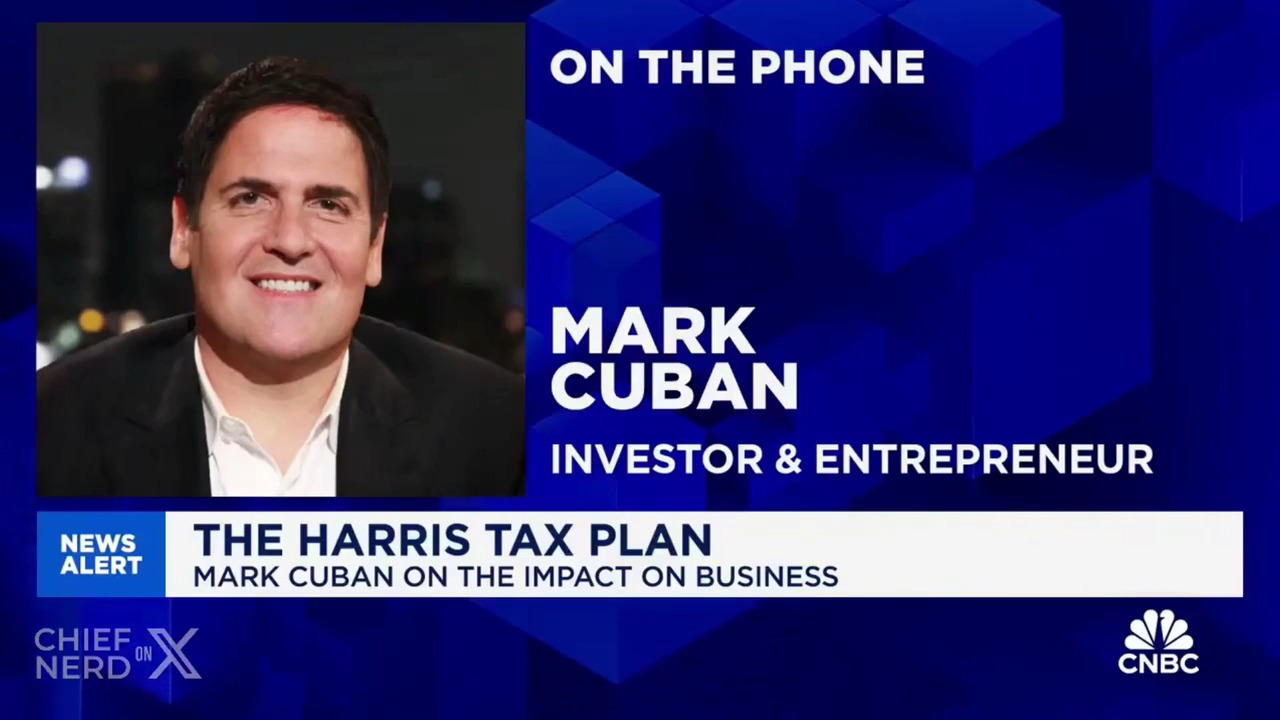 ON THE PHONE
MARK
CUBAN
INVESTOR & ENTREPRENEUR
NEWS
ALERT
THE HARRIS TAX PLAN
MARK CUBAN ON THE IMPACT ON BUSINESS
CHIEF
NERD
ON
X
CNBC